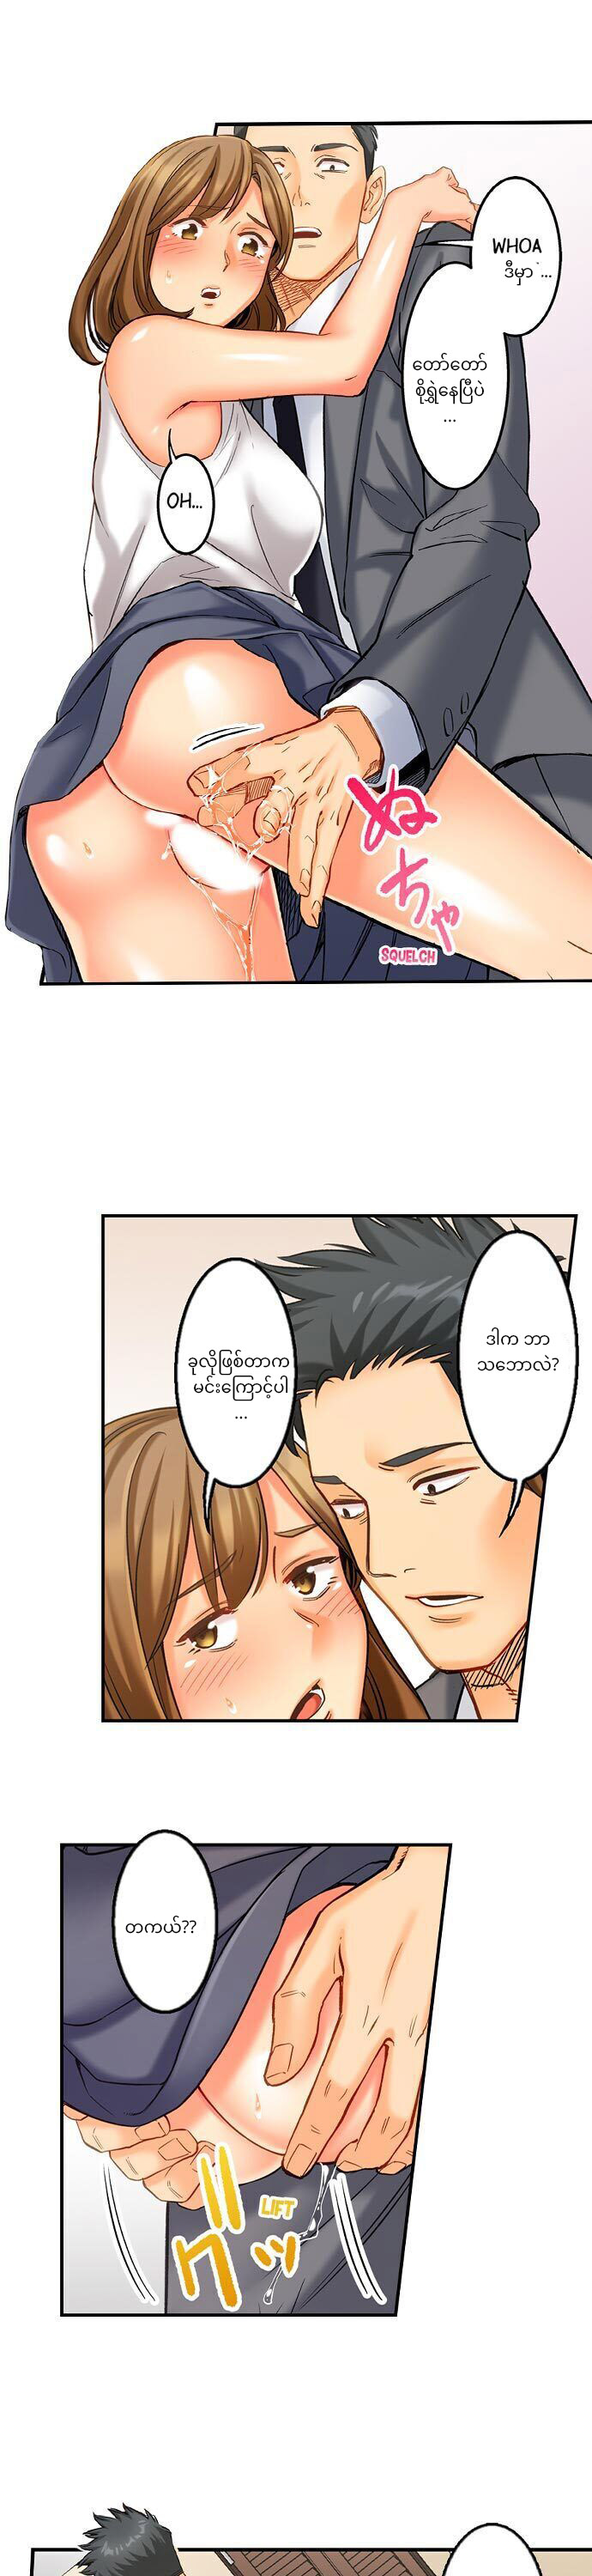 WHOA
ဒီမှာ ...
တော်တော်
စိုရွှဲနေပြီပဲ
...
OH...
ぬちゃ
SQUELCH
ဒါက ဘာ
သဘောလဲ?
ခုလိုဖြစ်တာက
မင်းကြောင့်ပါ
...
တကယ်??
グッ
LIFT